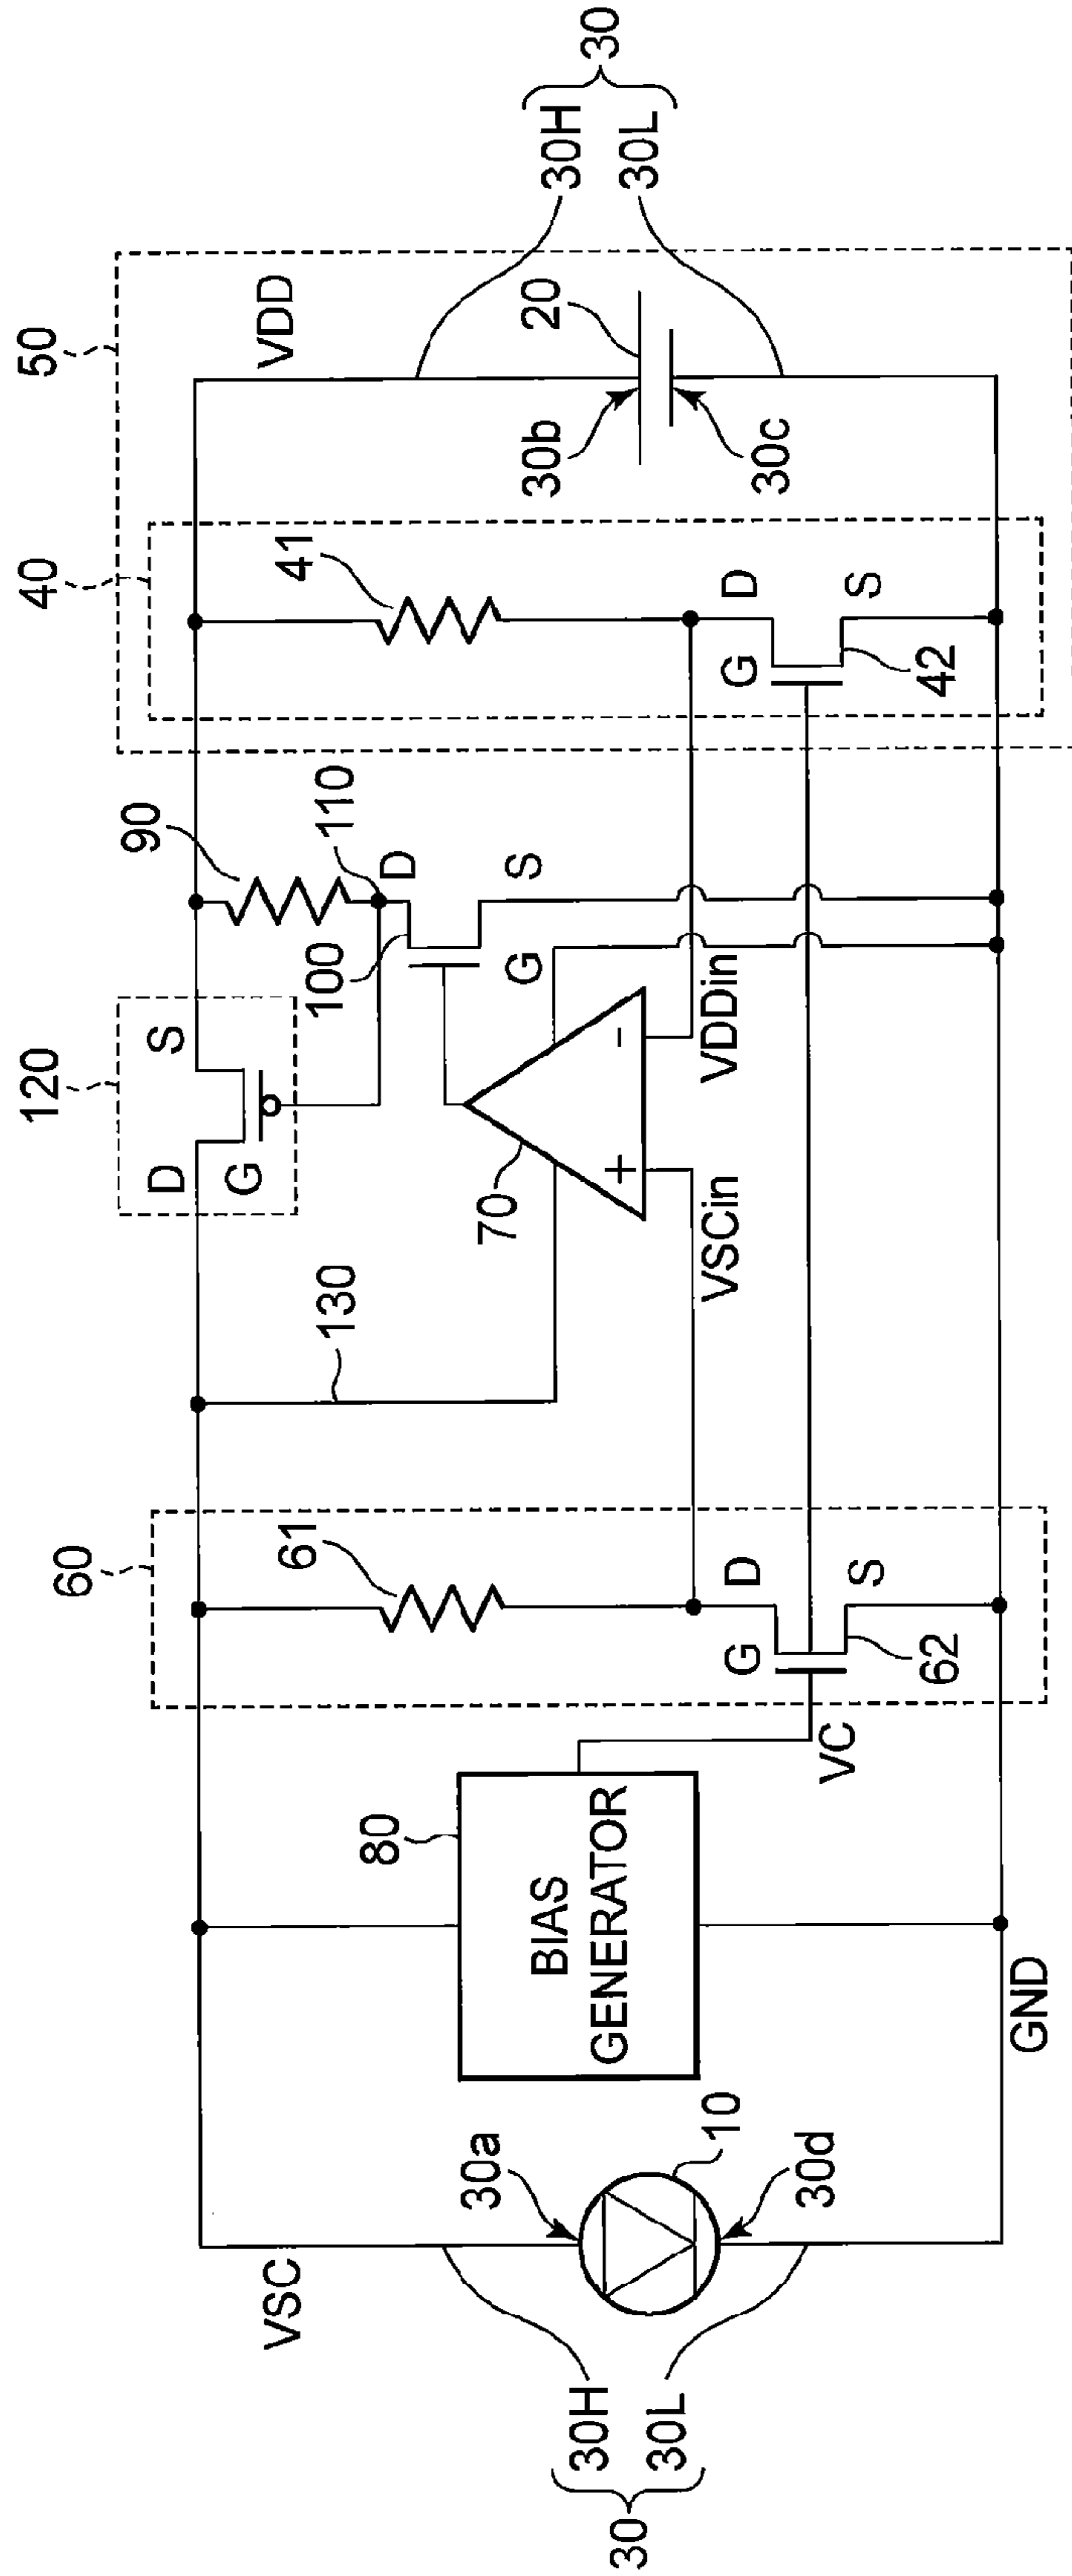 50
40
120
90
60
VDD
30H
30L
30
20
30b
30c
41
D
G
S
42
110
D
S
G
100
S
D
G
70
+
-
VDDin
VSCin
130
61
D
G
S
62
80
BIAS
GENERATOR
VC
GND
VSC
30a
10
30d
30H
30L
30